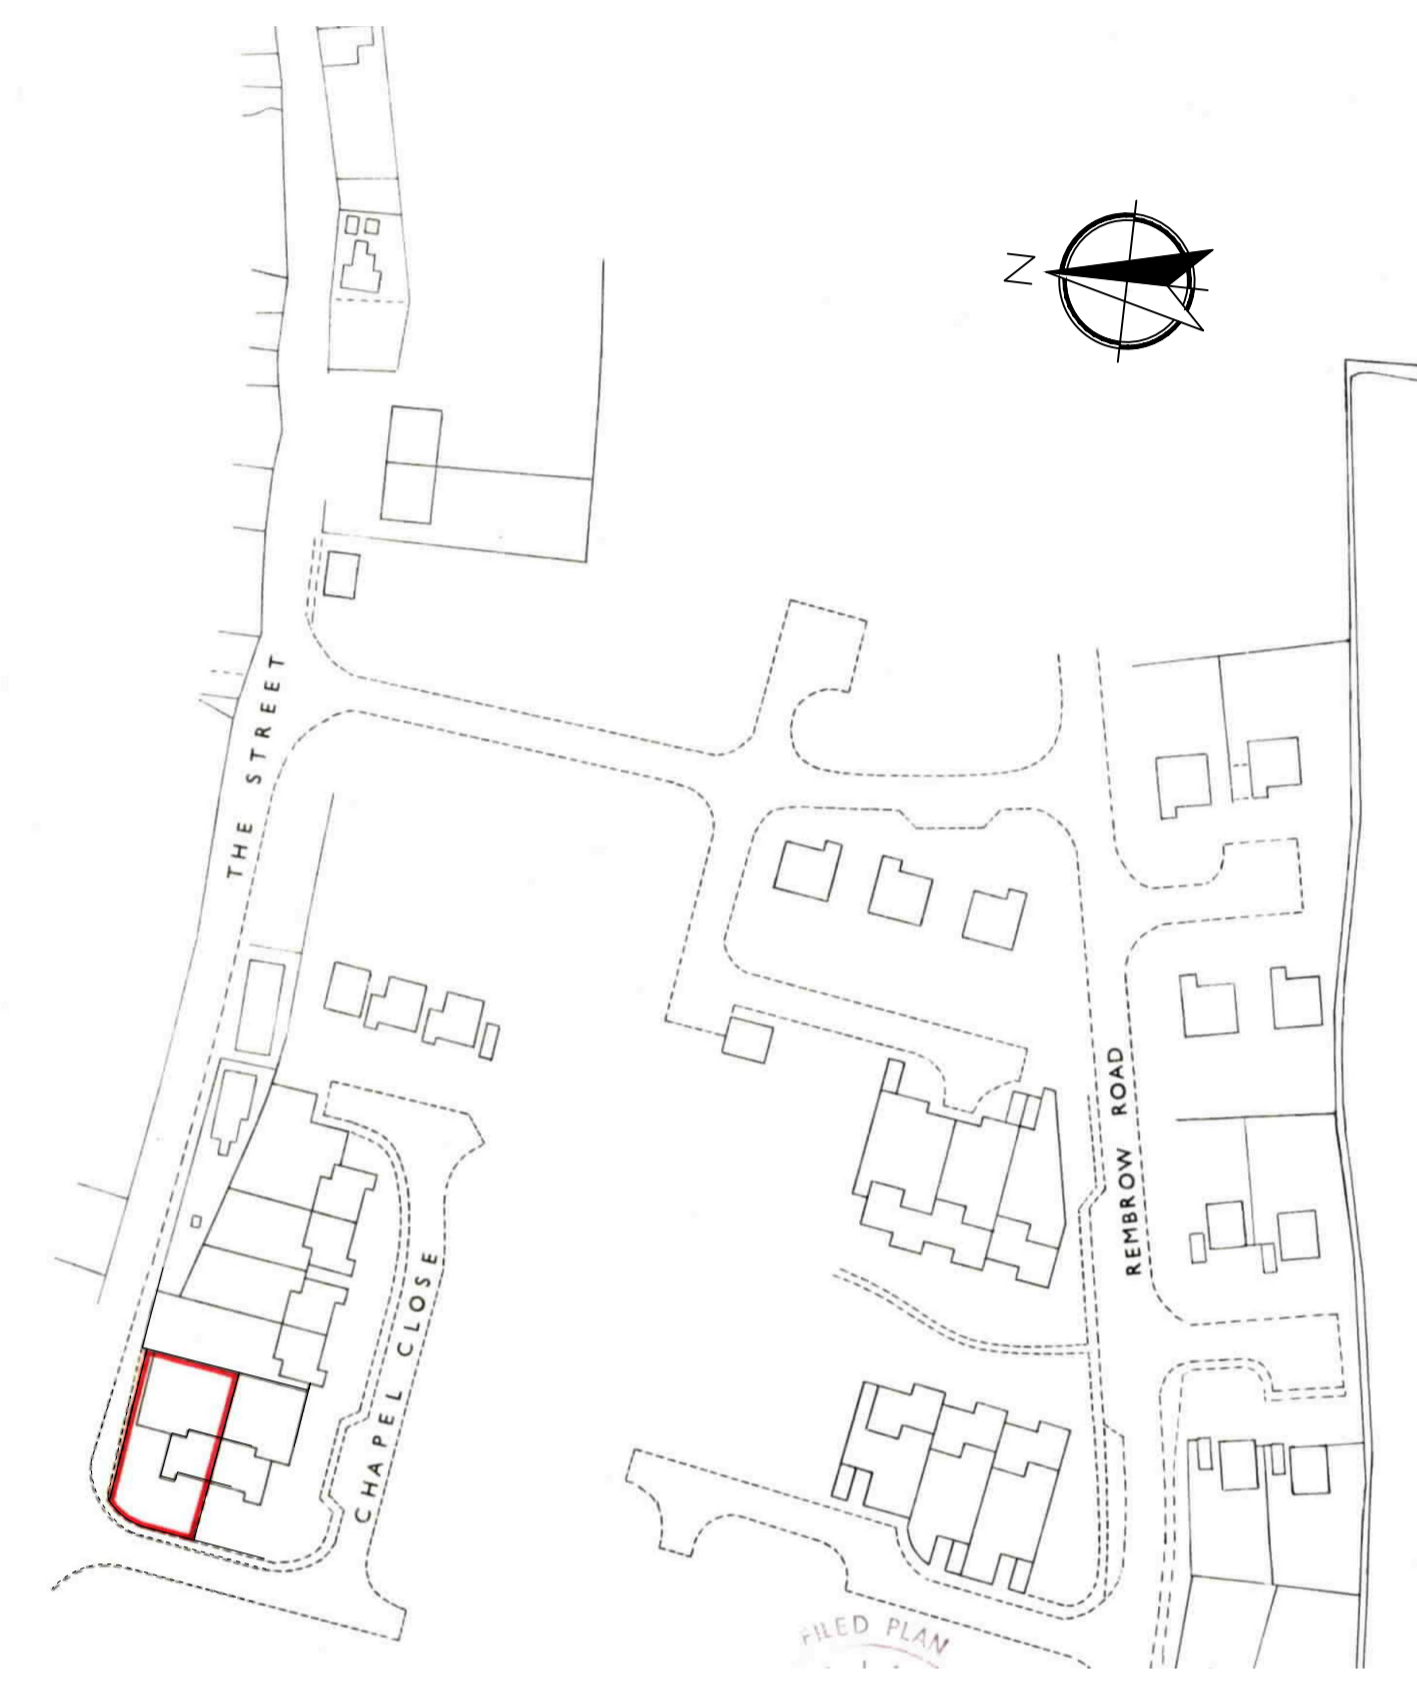 N
THE STREET
REMBROW ROAD
CHAPEL CLOSE
FILED PLAN